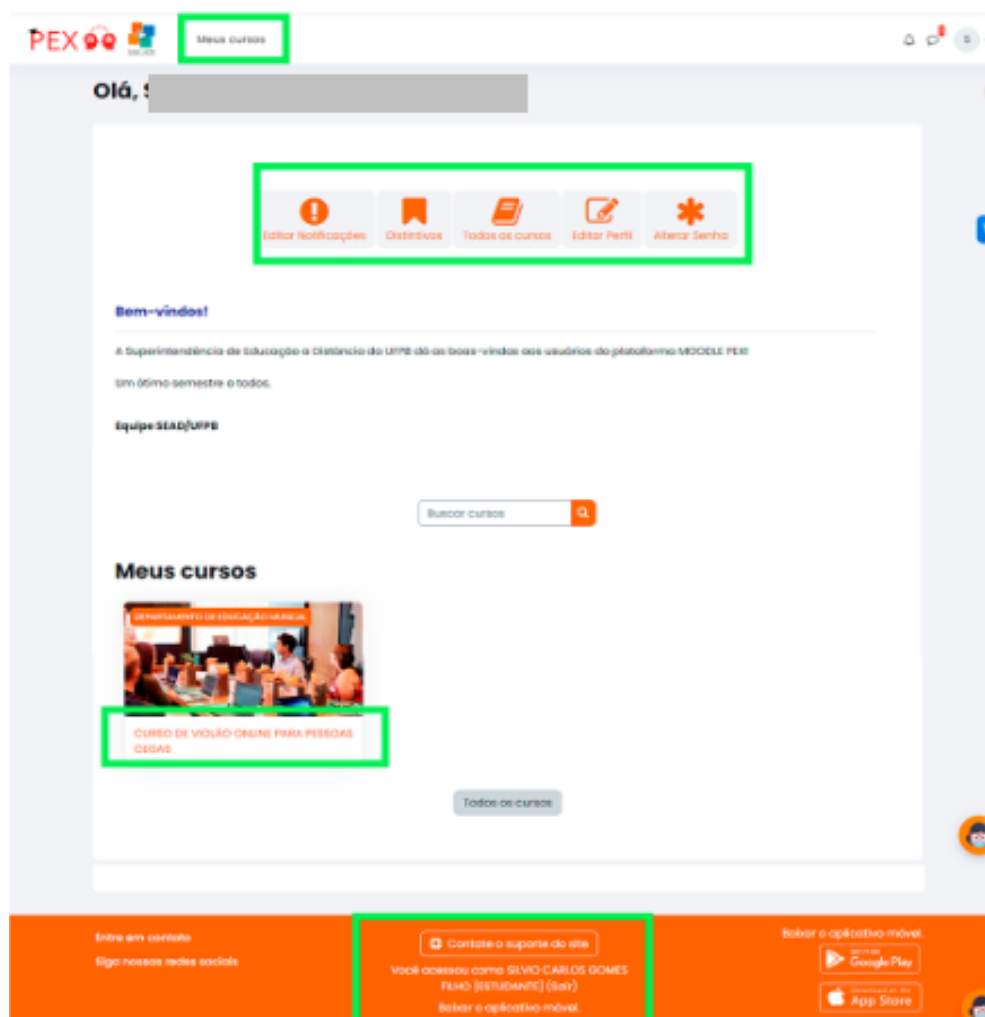 PEX
Meus cursos
Olá, S
Editar Notificações
Distintivos
Todos os cursos
Editar Perfil
Alterar Senha
Bem-vindos!
A Superintendência de Educação a Distância da UFPB dá as boas-vindas aos usuários da plataforma MOODLE PEX!
Um ótimo semestre a todos.
Equipe SEAD/UFPB
Buscar cursos
Meus cursos
DEPARTAMENTO DE EDUCAÇÃO MUSICAL
CURSO DE VIOLÃO ONLINE PARA PESSOAS
CEGAS
Todos os cursos
Entre em contato
Siga nossas redes sociais
Contate o suporte do site
Você acessou como SILVIO CARLOS GOMES
FILHO [ESTUDANTE] (Sair)
Baixar o aplicativo móvel.
Baixar o aplicativo móvel.
Google Play
App Store